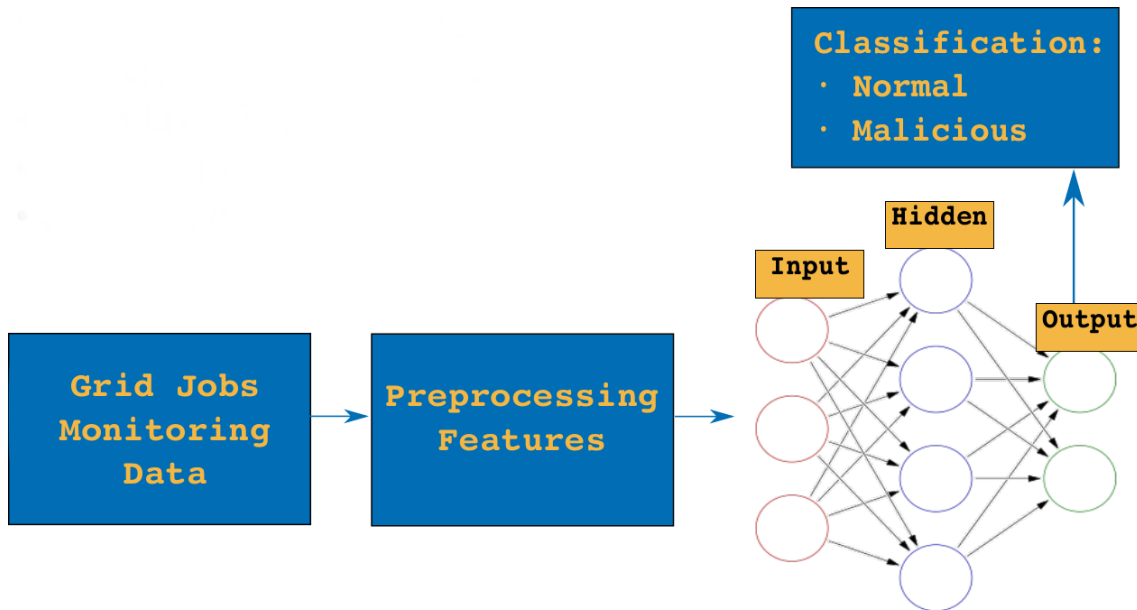 Classification:
· Normal
· Malicious
Hidden
Input
Output
Grid Jobs
Monitoring
Data
Preprocessing
Features